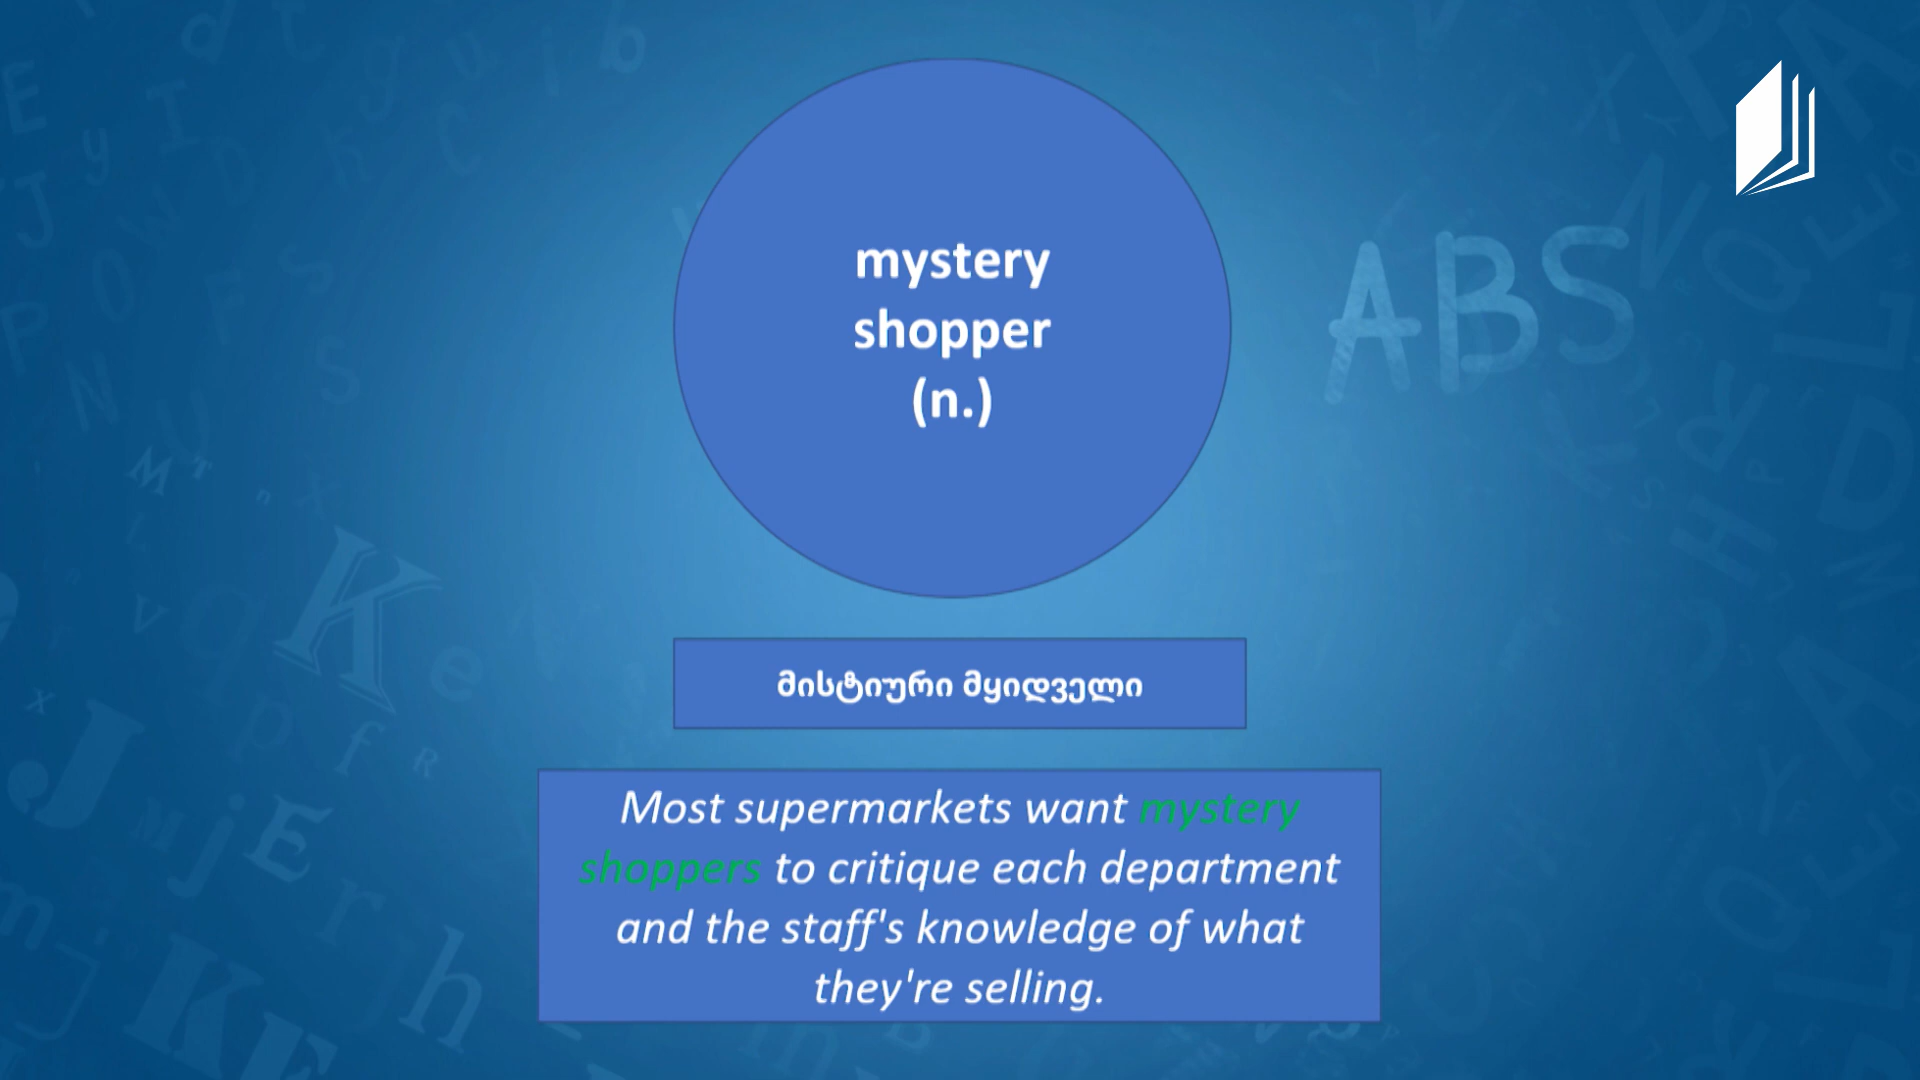 mystery
shopper
(n.)
ABS
მისტიური მყიდველი
Most supermarkets want mystery
shoppers to critique each department
and the staff's knowledge of what
they're selling.